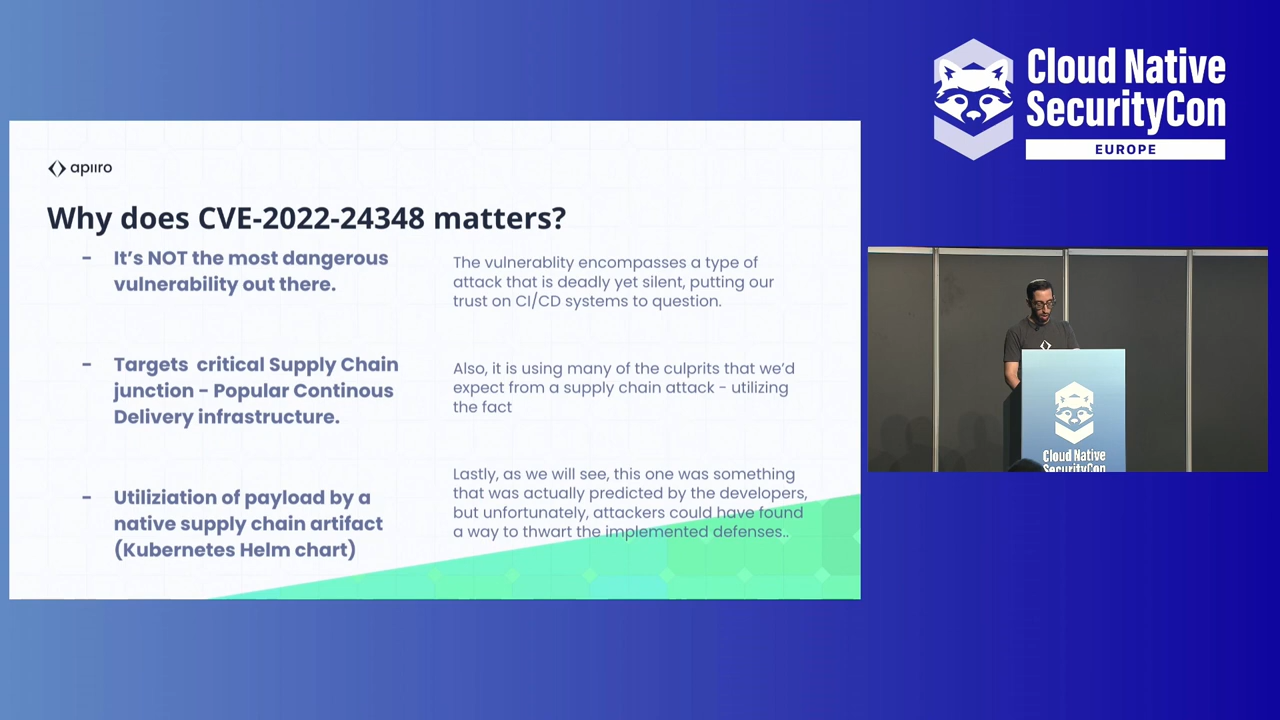 Cloud Native
SecurityCon
EUROPE
apiiro
Why does CVE-2022-24348 matters?
- It's NOT the most dangerous
vulnerability out there.
The vulnerablity encompasses a type of
attack that is deadly yet silent, putting our
trust on CI/CD systems to question.
- Targets critical Supply Chain
junction - Popular Continous
Delivery infrastructure.
Also, it is using many of the culprits that we'd
expect from a supply chain attack - utilizing
the fact
- Utiliziation of payload by a
native supply chain artifact
(Kubernetes Helm chart)
Lastly, as we will see, this one was something
that was actually predicted by the developers,
but unfortunately, attackers could have found
a way to thwart the implemented defenses..
Cloud Native
SecurityCon